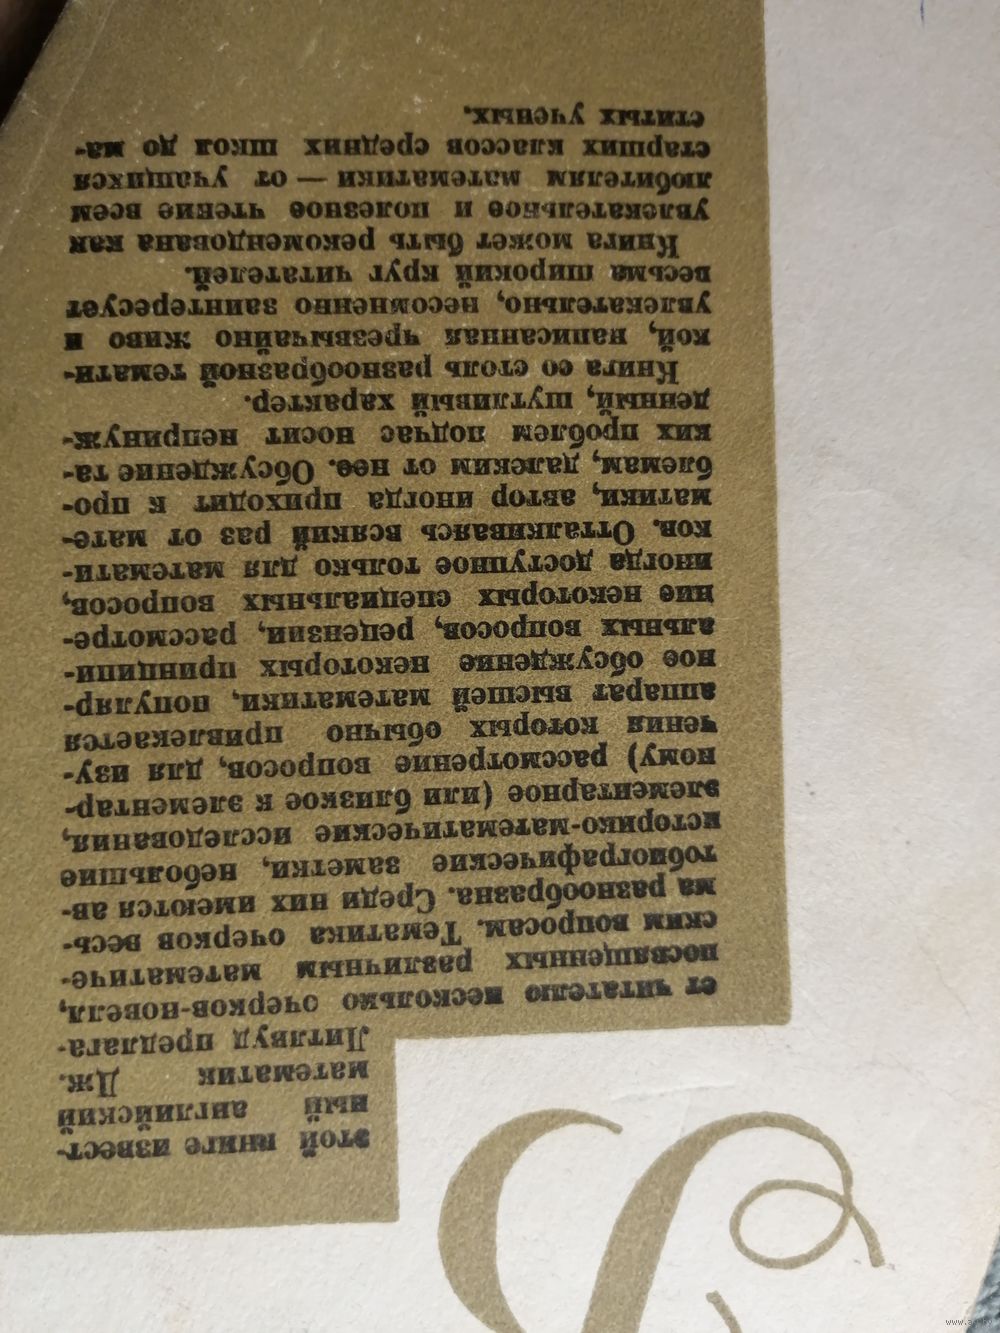 В
этой книге извест-
ный английский
математик Дж.
Литлвуд предлага-
ет читателю несколько очерков-новелл,
посвященных различным математиче-
ским вопросам. Тематика очерков весь-
ма разнообразна. Среди них имеются ав-
тобиографические заметки, небольшие
историко-математические исследования,
элементарное (или близкое к элементар-
ному) рассмотрение вопросов, для изу-
чения которых обычно привлекается
аппарат высшей математики, популяр-
ное обсуждение некоторых принципи-
альных вопросов, рецензии, рассмотре-
ние некоторых специальных вопросов,
иногда доступное только для математи-
ков. Отталкиваясь всякий раз от мате-
матики, автор иногда приходит к про-
блемам, далеким от нее. Обсуждение та-
ких проблем подчас носит непринуж-
денный, шутливый характер.
Книга со столь разнообразной темати-
кой, написанная чрезвычайно живо и
увлекательно, несомненно заинтересует
весьма широкий круг читателей.
Книга может быть рекомендована как
увлекательное и полезное чтение всем
любителям математики — от учащихся
старших классов средних школ до ма-
ститых ученых.